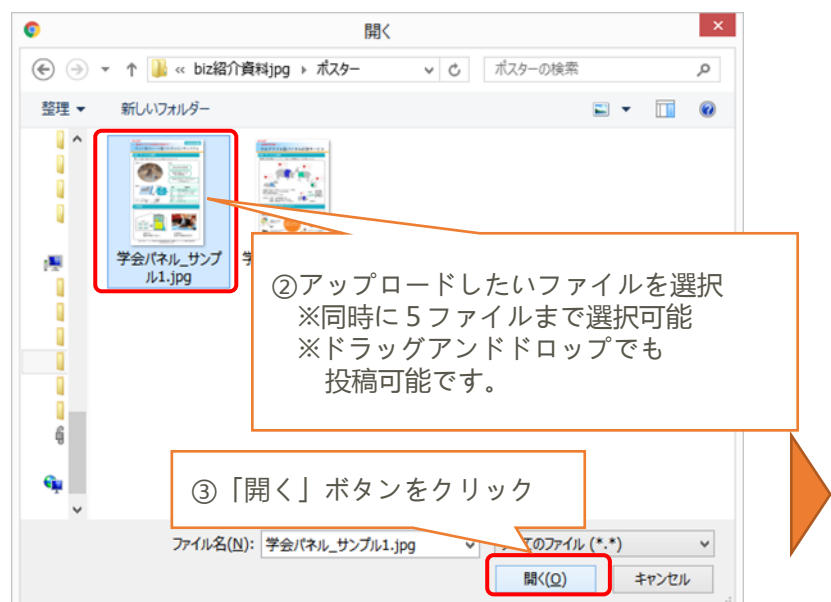 開く
« biz紹介資料jpg › ポスター
ポスターの検索
整理
新しいフォルダー
学会パネル_サンプ
ル1.jpg
②アップロードしたいファイルを選択
※同時に５ファイルまで選択可能
※ドラッグアンドドロップでも
投稿可能です。
③「開く」ボタンをクリック
ファイル名(N): 学会パネル_サンプル1.jpg
てのファイル (*.*)
開く(O)
キャンセル